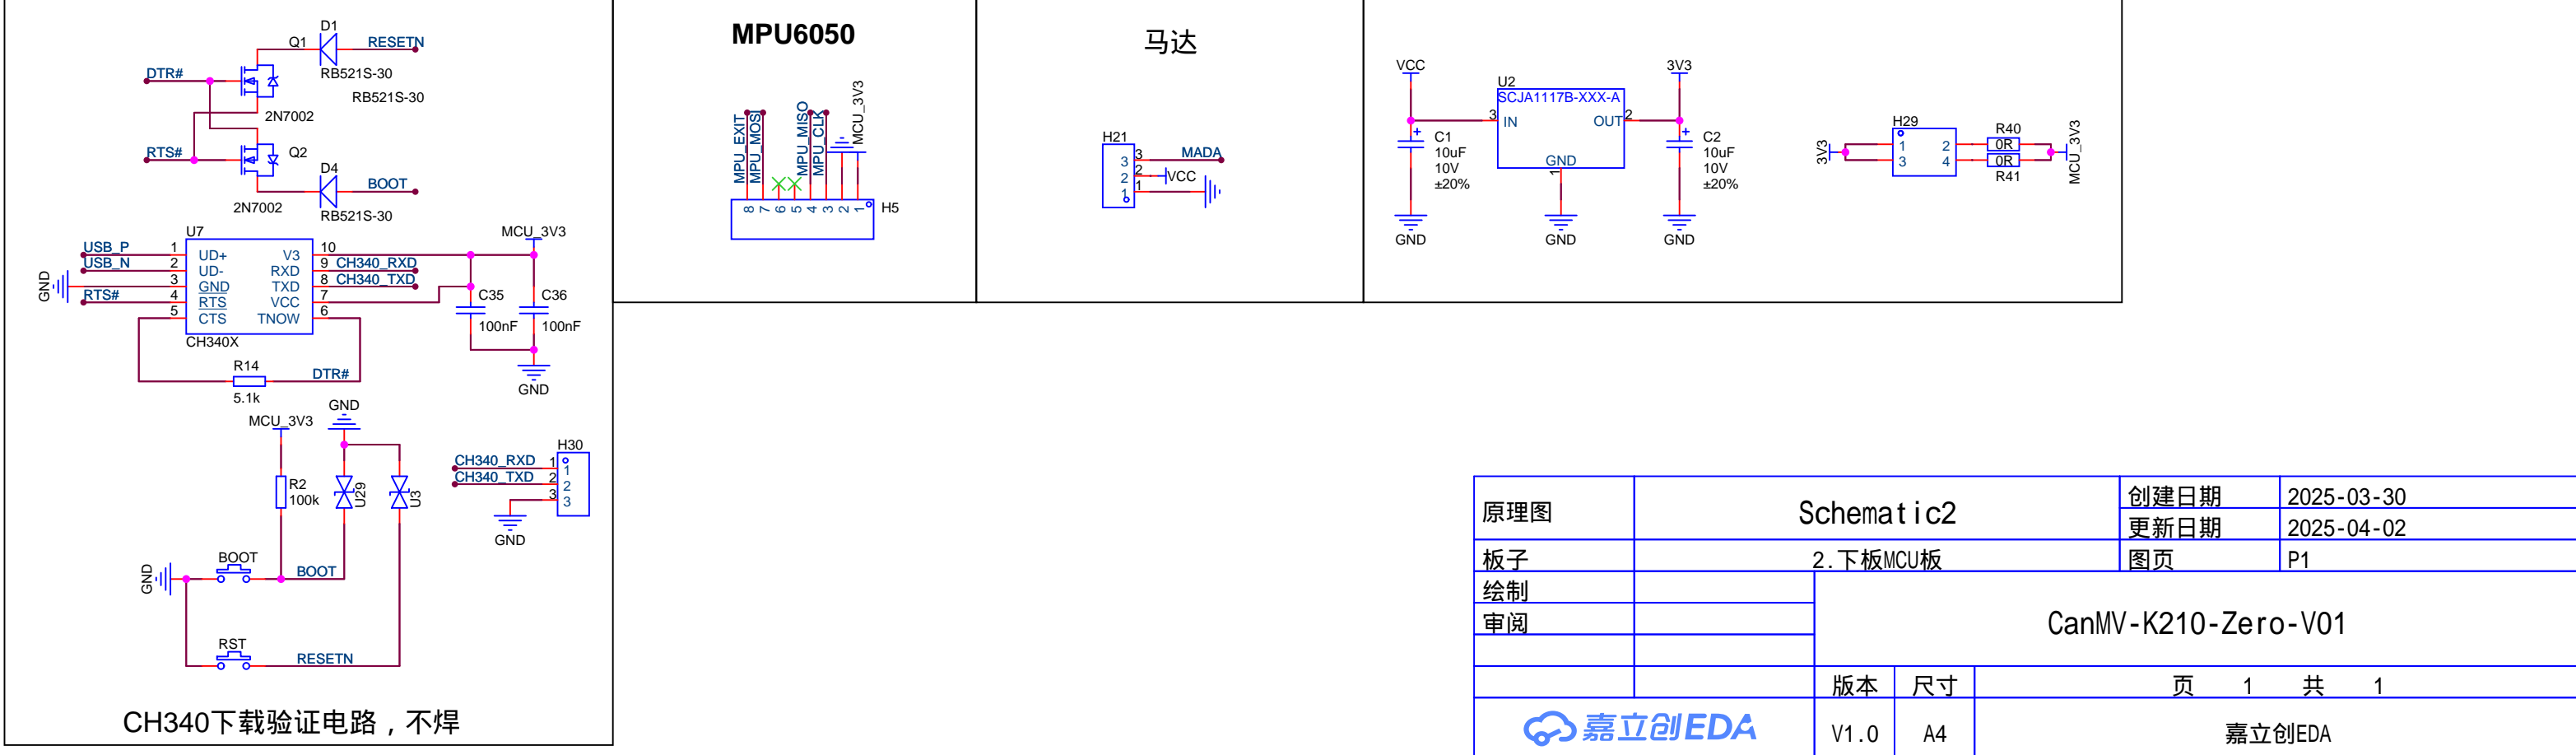 D1
Q1
RESETN
DTR#
RB521S-30
RB521S-30
2N7002
RTS#
Q2
D4
BOOT
2N7002
RB521S-30
U7
MCU_3V3
USB_P 1 UD+ V3 10
USB_N 2 UD- RXD 9 CH340_RXD
GND 3 GND TXD 8 CH340_TXD
RTS# 4 RTS VCC 7
5 CTS TNOW 6
CH340X
C35
100nF
C36
100nF
GND
R14
DTR#
5.1k
GND
MCU_3V3
R2
100k
U29
U3
H30
CH340_RXD 1 1
CH340_TXD 2 2
3 3
GND
BOOT
GND
BOOT
RST
RESETN
CH340下载验证电路，不焊
MPU6050
MPU_EXIT
MPU_MOSI
MPU_MISO
MPU_CLK
MCU_3V3
8 7 6 5 4 3 2 1
H5
马达
H21
3 3 MADA
2 2 VCC
1 1
VCC
U2
3V3
SCJA1117B-XXX-A
3 IN OUT 2
C1
10uF
10V
±20%
GND
1
C2
10uF
10V
±20%
GND
GND
GND
H29
R40
3V3
1 2 0R
3 4 0R
R41
MCU_3V3
原理图
Schematic2
创建日期 2025-03-30
更新日期 2025-04-02
板子 2.下板MCU板 图页 P1
绘制
审阅
CanMV-K210-Zero-V01
版本 尺寸 页 1 共 1
嘉立创EDA
V1.0 A4 嘉立创EDA